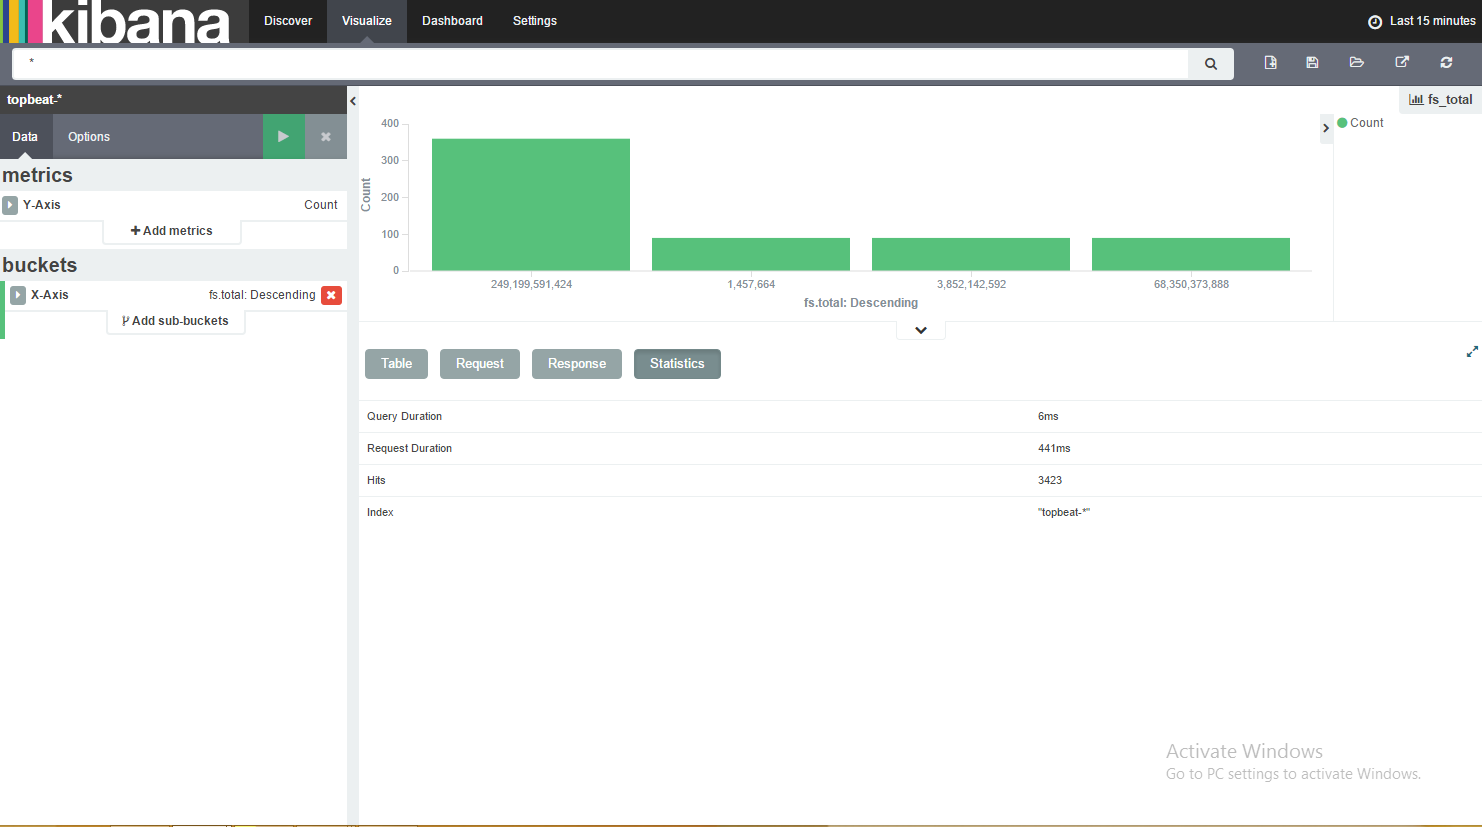 kibana Discover Visualize Dashboard Settings Last 15 minutes
*
topbeat-*
fs_total
Data Options
Count
metrics
Y-Axis Count
Add metrics
buckets
X-Axis fs.total: Descending
Add sub-buckets
400
300
200
100
0
Count
249,199,591,424 1,457,664 3,852,142,592 68,350,373,888
fs.total: Descending
Table Request Response Statistics
Query Duration 6ms
Request Duration 441ms
Hits 3423
Index "topbeat-*"
Activate Windows
Go to PC settings to activate Windows.